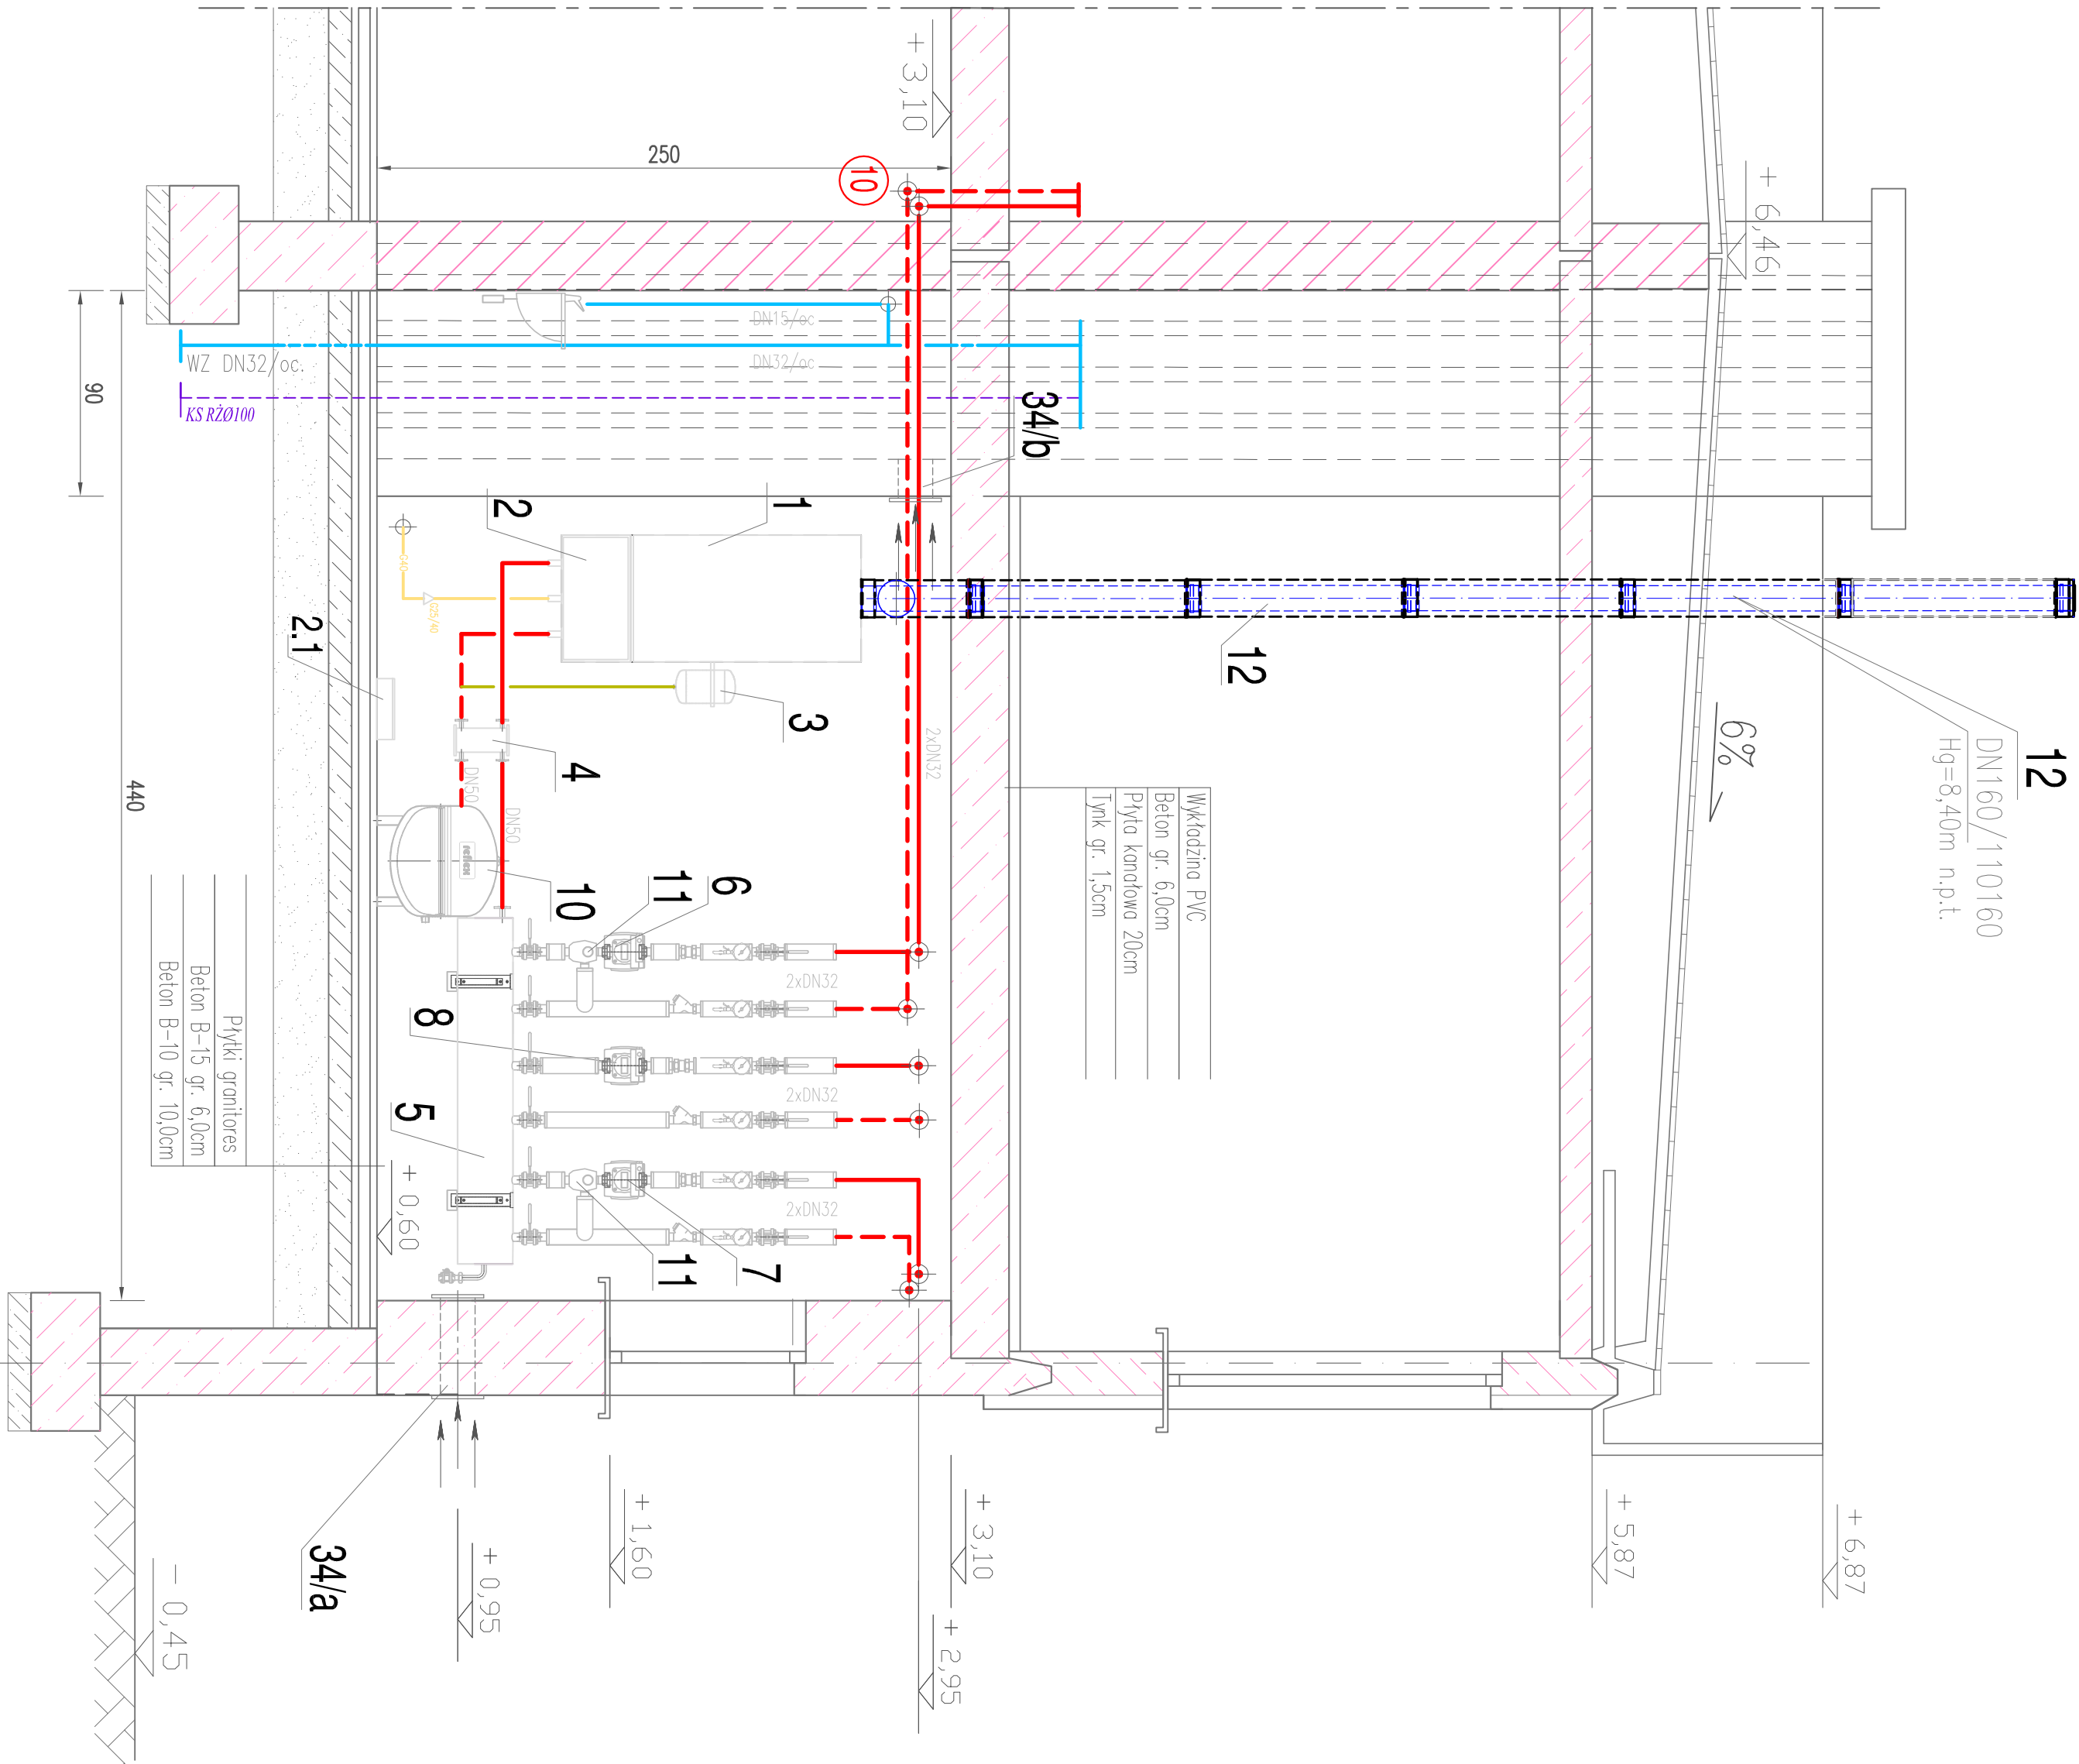 12
DN160/110160
Hg=8,40m n.p.t.
+ 6,46
+ 6,87
+ 5,87
6%
12
Wykładzina PVC
Beton gr. 6,0cm
Płyta kanałowa 20cm
Tynk gr. 1,5cm
34/b
+ 3,10
+ 3,10
+ 2,95
2xDN32
10
250
DN15/oc
DN32/oc
1
2
3
6
7
11
11
2xDN32
2xDN32
2xDN32
4
10
reflex
DN50
DN50
G40
G25/40
8
5
2.1
+ 1,60
+ 0,95
+ 0,60
34/a
WZ DN32/oc.
KS RŻØ100
Płytki granitores
Beton B-15 gr. 6,0cm
Beton B-10 gr. 10,0cm
- 0,45
90
440